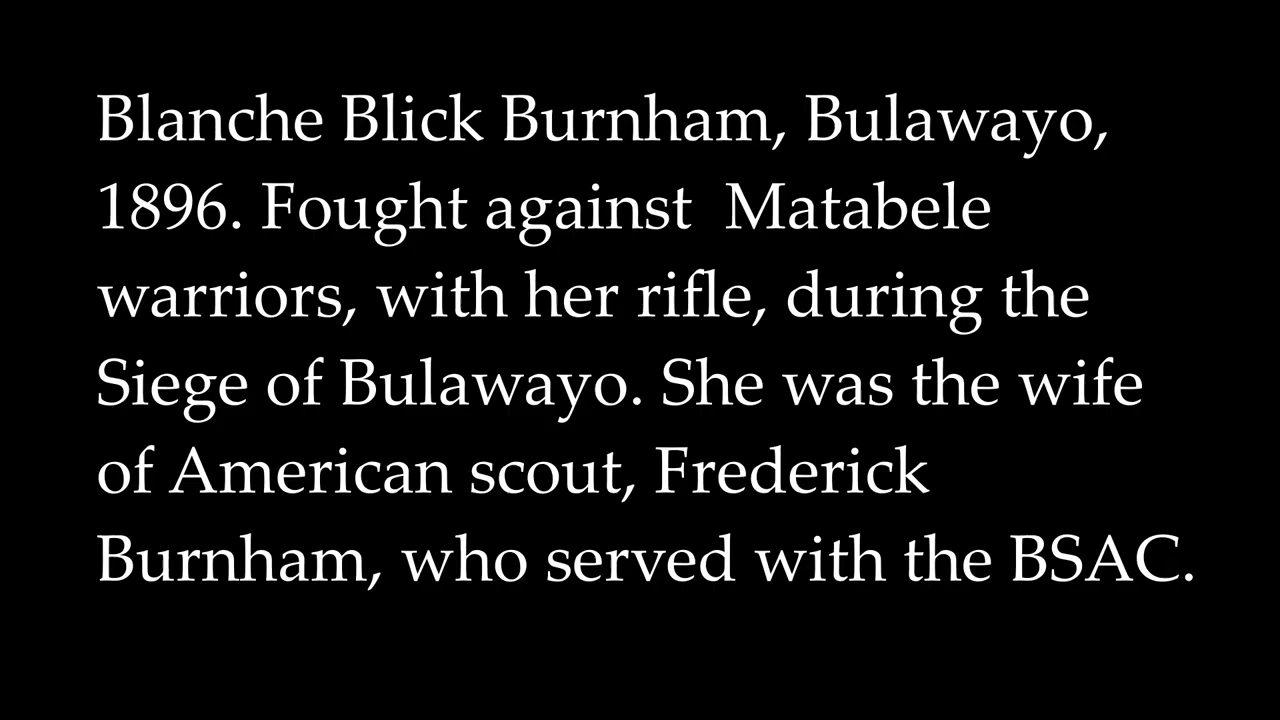 Blanche Blick Burnham, Bulawayo,
1896. Fought against  Matabele
warriors, with her rifle, during the
Siege of Bulawayo. She was the wife
of American scout, Frederick
Burnham, who served with the BSAC.